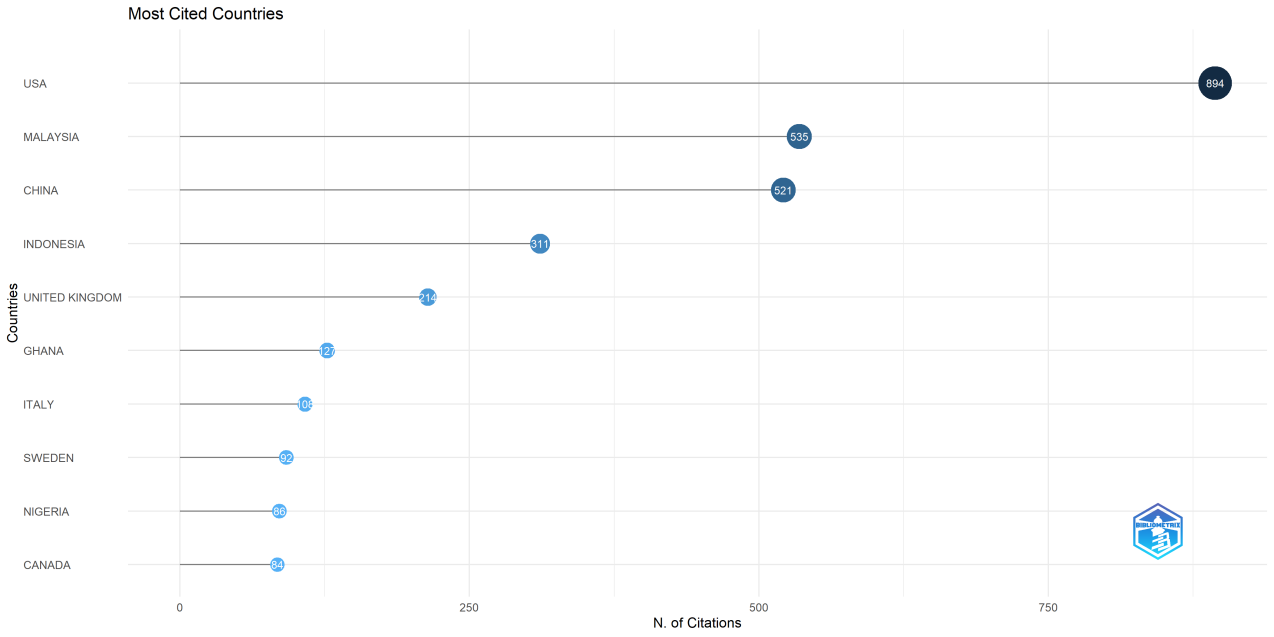 Most Cited Countries
USA
894
MALAYSIA
535
CHINA
521
INDONESIA
311
Countries
UNITED KINGDOM
214
GHANA
127
ITALY
108
SWEDEN
92
NIGERIA
86
BIBLIOMETRIX
CANADA
84
0
250
500
750
N. of Citations